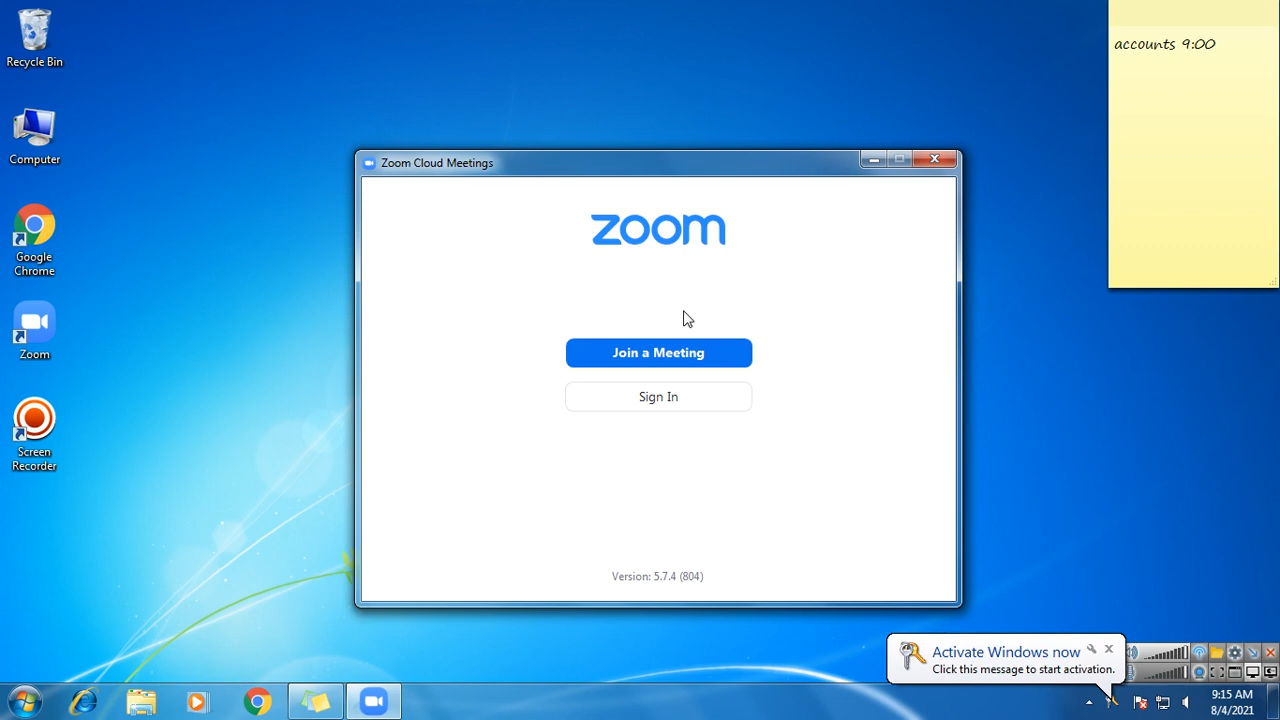 Recycle Bin
accounts 9:00
Computer
Zoom Cloud Meetings
zoom
Google
Chrome
Zoom
Join a Meeting
Sign In
Screen
Recorder
Version: 5.7.4 (804)
Activate Windows now
Click this message to start activation.
9:15 AM
8/4/2021